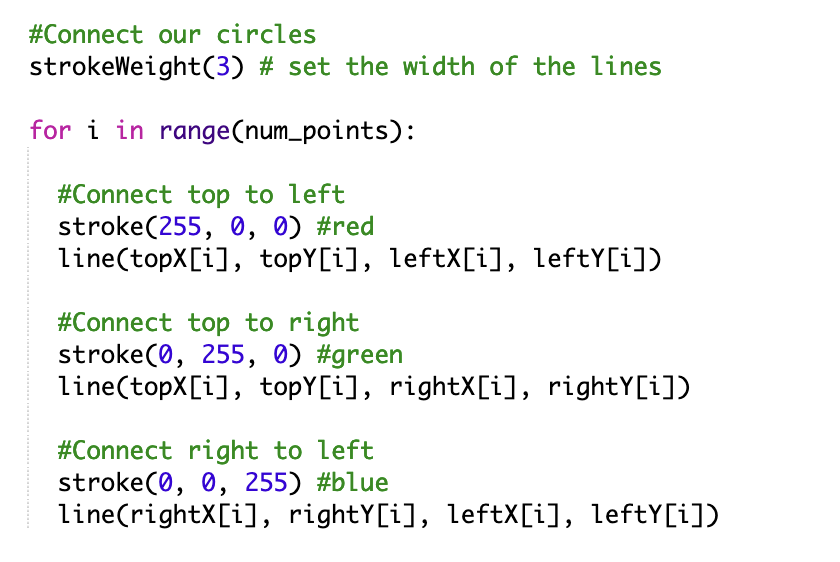 #Connect our circles
strokeWeight(3) # set the width of the lines
for i in range(num_points):
#Connect top to left
stroke(255, 0, 0) #red
line(topX[i], topY[i], leftX[i], leftY[i])
#Connect top to right
stroke(0, 255, 0) #green
line(topX[i], topY[i], rightX[i], rightY[i])
#Connect right to left
stroke(0, 0, 255) #blue
line(rightX[i], rightY[i], leftX[i], leftY[i])